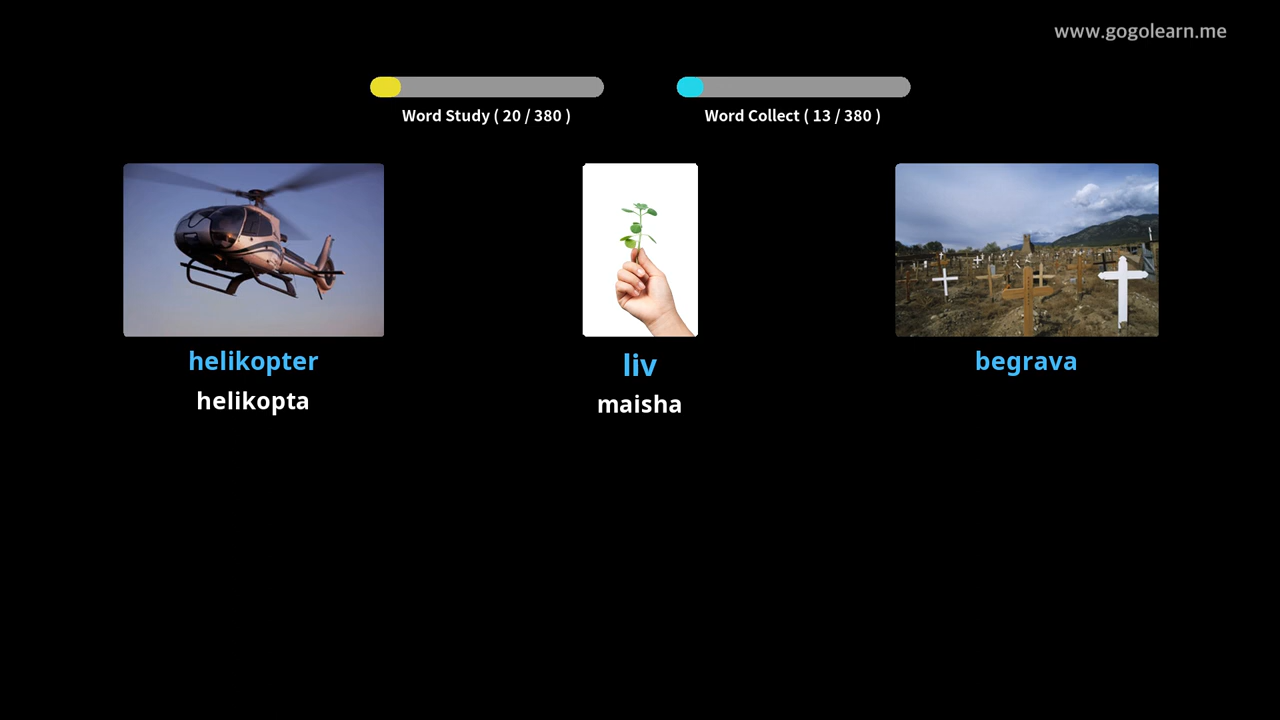 www.gogolearn.me
Word Study ( 20 / 380 )
Word Collect ( 13 / 380 )
helikopter
helikopta
liv
maisha
begrava